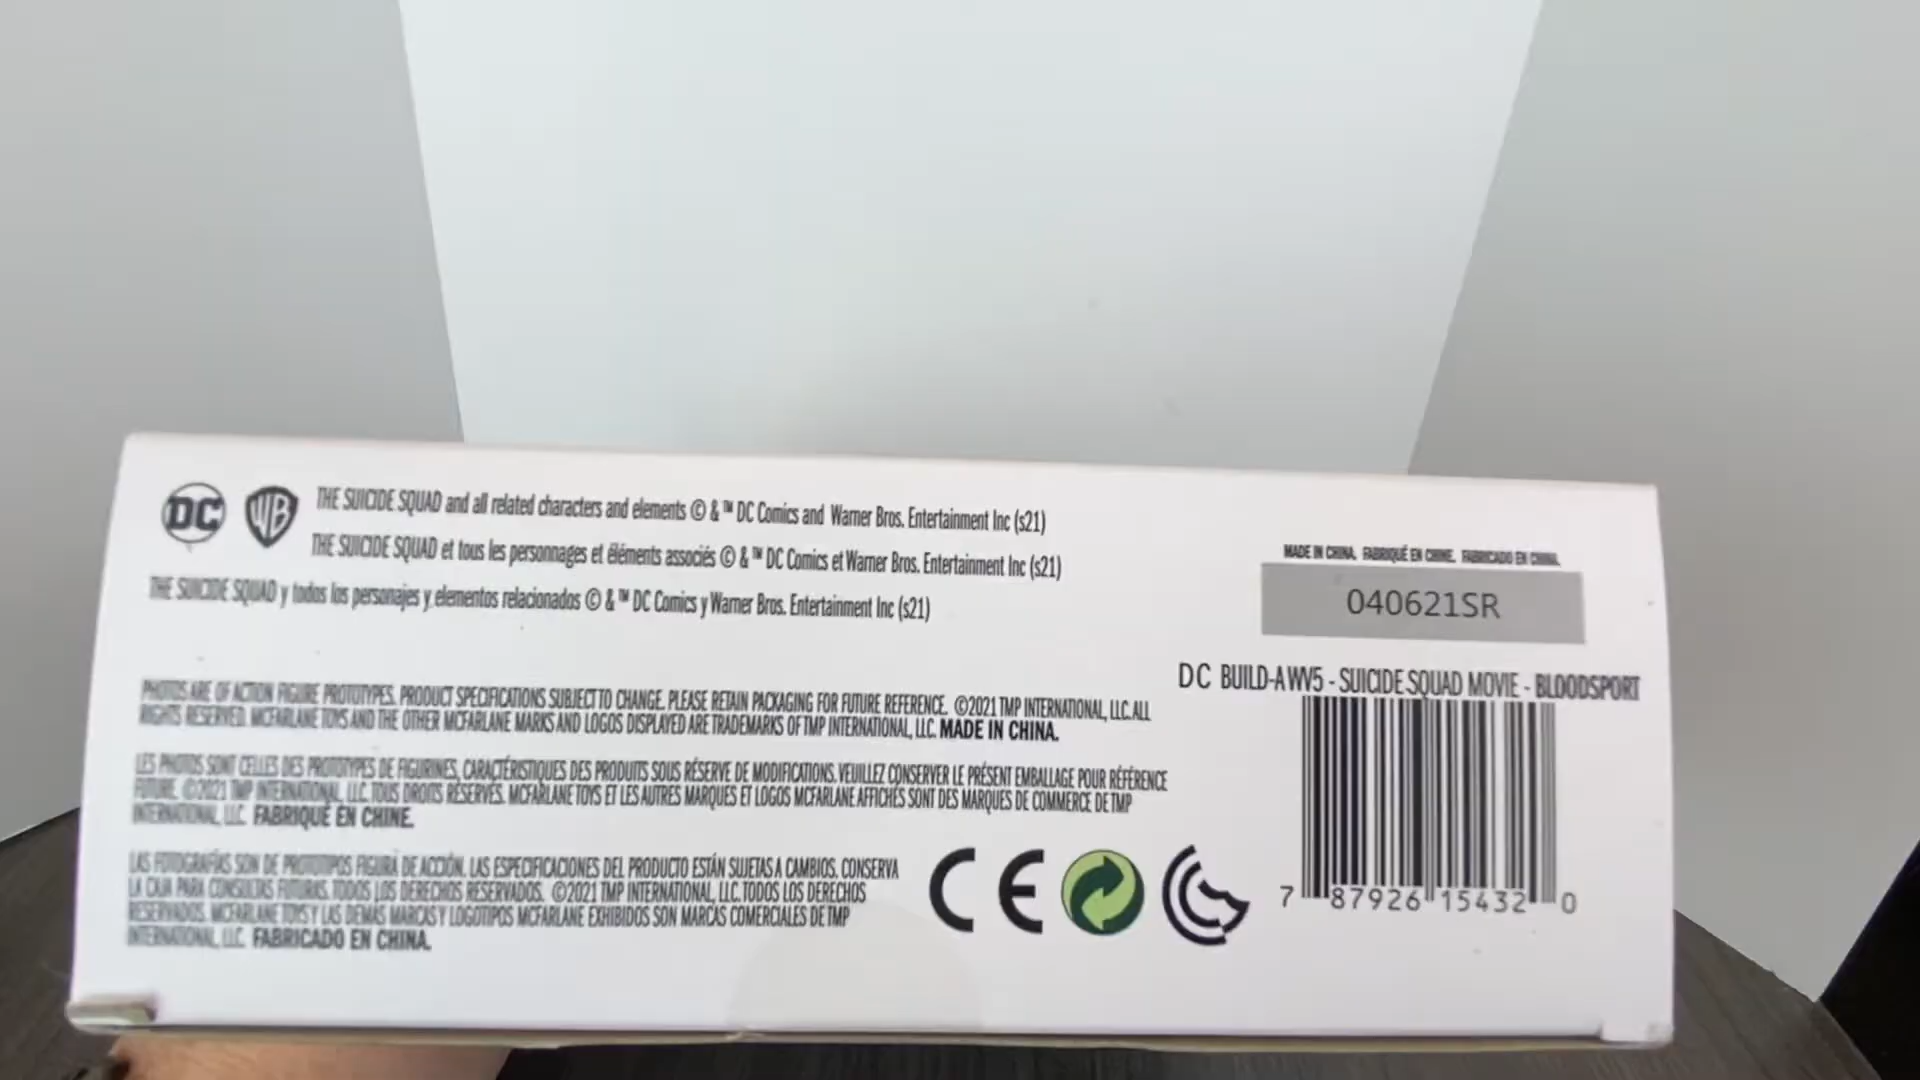 DC WB THE SUICIDE SQUAD and all related characters and elements © & ™ DC Comics and Warner Bros. Entertainment Inc (s21)
THE SUICIDE SQUAD et tous les personnages et éléments associés © & ™ DC Comics et Warner Bros. Entertainment Inc (s21)
THE SUICIDE SQUAD y todos los personajes y elementos relacionados © & ™ DC Comics y Warner Bros. Entertainment Inc (s21)
PHOTOS ARE OF ACTION FIGURE PROTOTYPES. PRODUCT SPECIFICATIONS SUBJECT TO CHANGE. PLEASE RETAIN PACKAGING FOR FUTURE REFERENCE. ©2021 TMP INTERNATIONAL, LLC. ALL
RIGHTS RESERVED. MCFARLANE TOYS AND THE OTHER MCFARLANE MARKS AND LOGOS DISPLAYED ARE TRADEMARKS OF TMP INTERNATIONAL, LLC. MADE IN CHINA.
LES PHOTOS SONT CELLES DES PROTOTYPES DE FIGURINES, CARACTÉRISTIQUES DES PRODUITS SOUS RÉSERVE DE MODIFICATIONS. VEUILLEZ CONSERVER LE PRÉSENT EMBALLAGE POUR RÉFÉRENCE
FUTURE. ©2021 TMP INTERNATIONAL, LLC. TOUS DROITS RÉSERVÉS. MCFARLANE TOYS ET LES AUTRES MARQUES ET LOGOS MCFARLANE AFFICHÉS SONT DES MARQUES DE COMMERCE DE TMP
INTERNATIONAL, LLC. FABRIQUÉ EN CHINE.
LAS FOTOGRAFÍAS SON DE PROTOTIPOS FIGURA DE ACCIÓN. LAS ESPECIFICACIONES DEL PRODUCTO ESTÁN SUJETAS A CAMBIOS. CONSERVA
LA CAJA PARA CONSULTAS FUTURAS. TODOS LOS DERECHOS RESERVADOS. ©2021 TMP INTERNATIONAL, LLC. TODOS LOS DERECHOS
RESERVADOS. MCFARLANE TOYS Y LAS DEMÁS MARCAS Y LOGOTIPOS MCFARLANE EXHIBIDOS SON MARCAS COMERCIALES DE TMP
INTERNATIONAL, LLC. FABRICADO EN CHINA.
CE
MADE IN CHINA. FABRIQUÉ EN CHINE. FABRICADO EN CHINA.
040621SR
DC BUILD-A WV5 - SUICIDE SQUAD MOVIE - BLOODSPORT
7 87926 15432 0